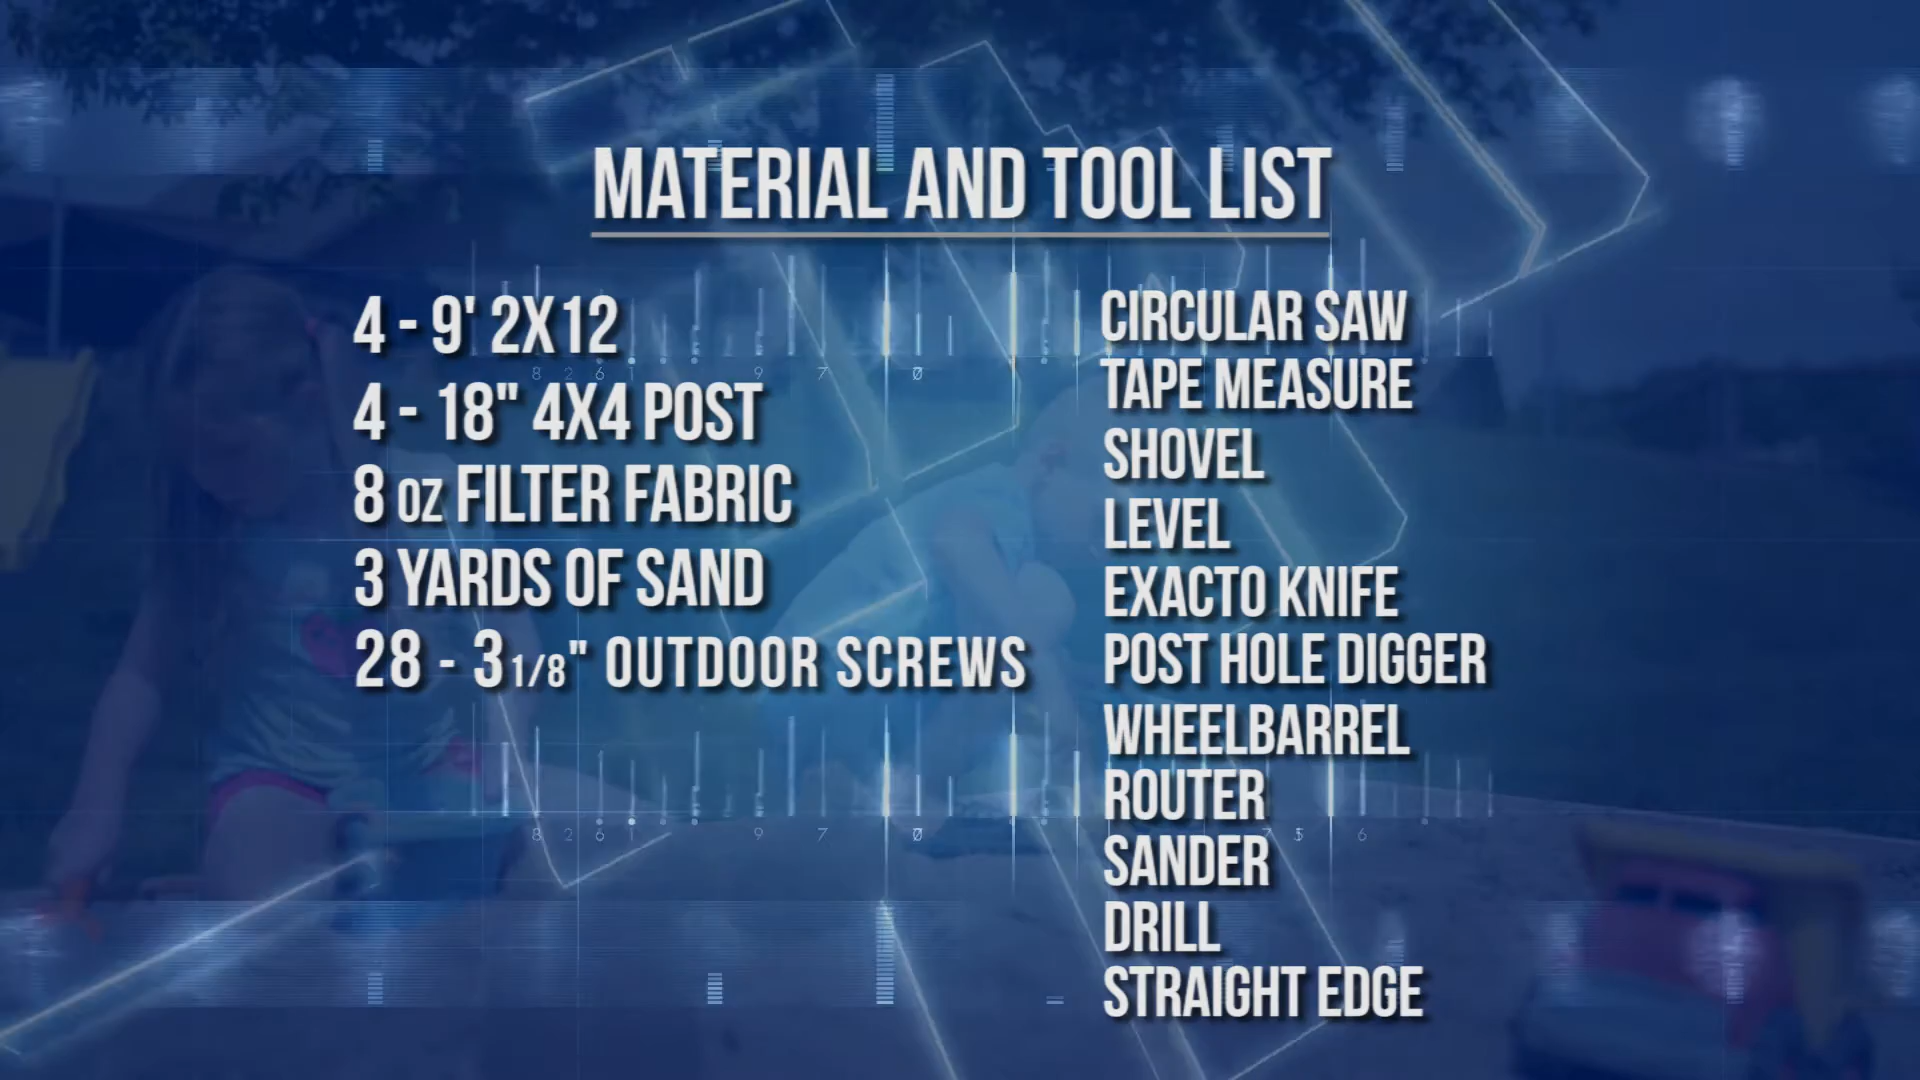 MATERIAL AND TOOL LIST
4 - 9' 2X12
4 - 18" 4X4 POST
8 OZ FILTER FABRIC
3 YARDS OF SAND
28 - 3 1/8" OUTDOOR SCREWS
CIRCULAR SAW
TAPE MEASURE
SHOVEL
LEVEL
EXACTO KNIFE
POST HOLE DIGGER
WHEELBARREL
ROUTER
SANDER
DRILL
STRAIGHT EDGE